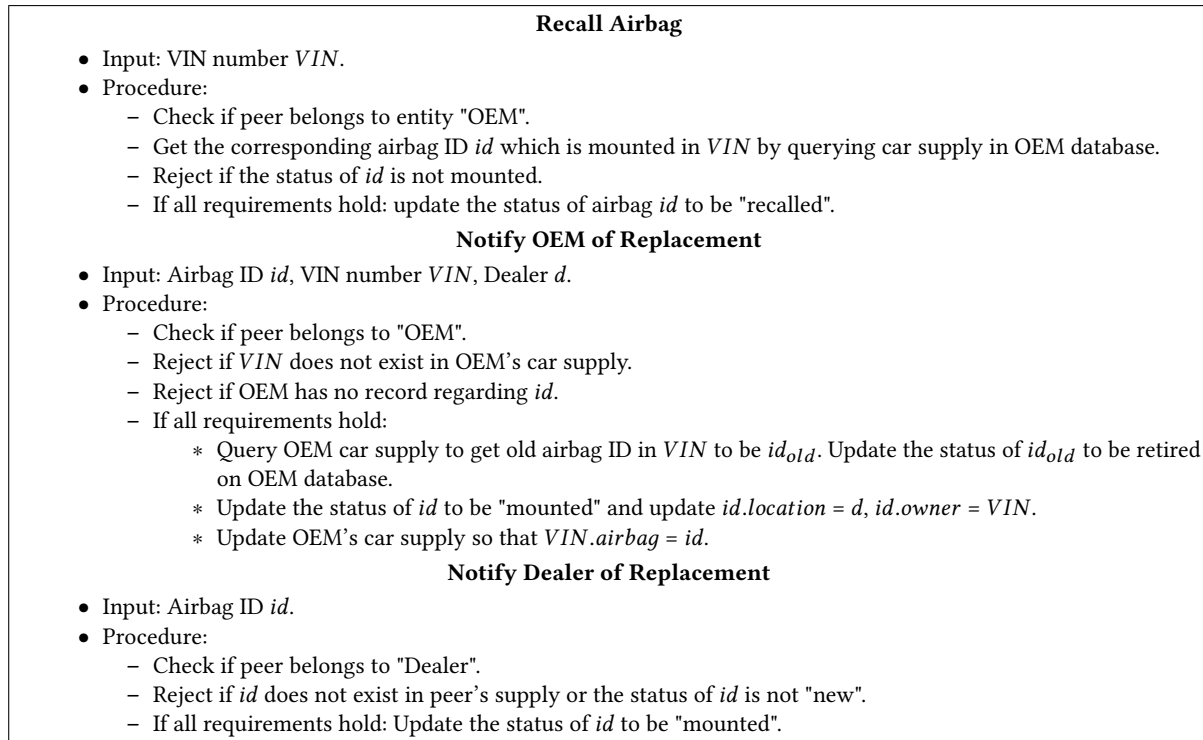 Recall Airbag
• Input: VIN number VIN.
• Procedure:
– Check if peer belongs to entity "OEM".
– Get the corresponding airbag ID id which is mounted in VIN by querying car supply in OEM database.
– Reject if the status of id is not mounted.
– If all requirements hold: update the status of airbag id to be "recalled".
Notify OEM of Replacement
• Input: Airbag ID id, VIN number VIN, Dealer d.
• Procedure:
– Check if peer belongs to "OEM".
– Reject if VIN does not exist in OEM's car supply.
– Reject if OEM has no record regarding id.
– If all requirements hold:
* Query OEM car supply to get old airbag ID in VIN to be id_old. Update the status of id_old to be retired
on OEM database.
* Update the status of id to be "mounted" and update id.location = d, id.owner = VIN.
* Update OEM's car supply so that VIN.airbag = id.
Notify Dealer of Replacement
• Input: Airbag ID id.
• Procedure:
– Check if peer belongs to "Dealer".
– Reject if id does not exist in peer's supply or the status of id is not "new".
– If all requirements hold: Update the status of id to be "mounted".